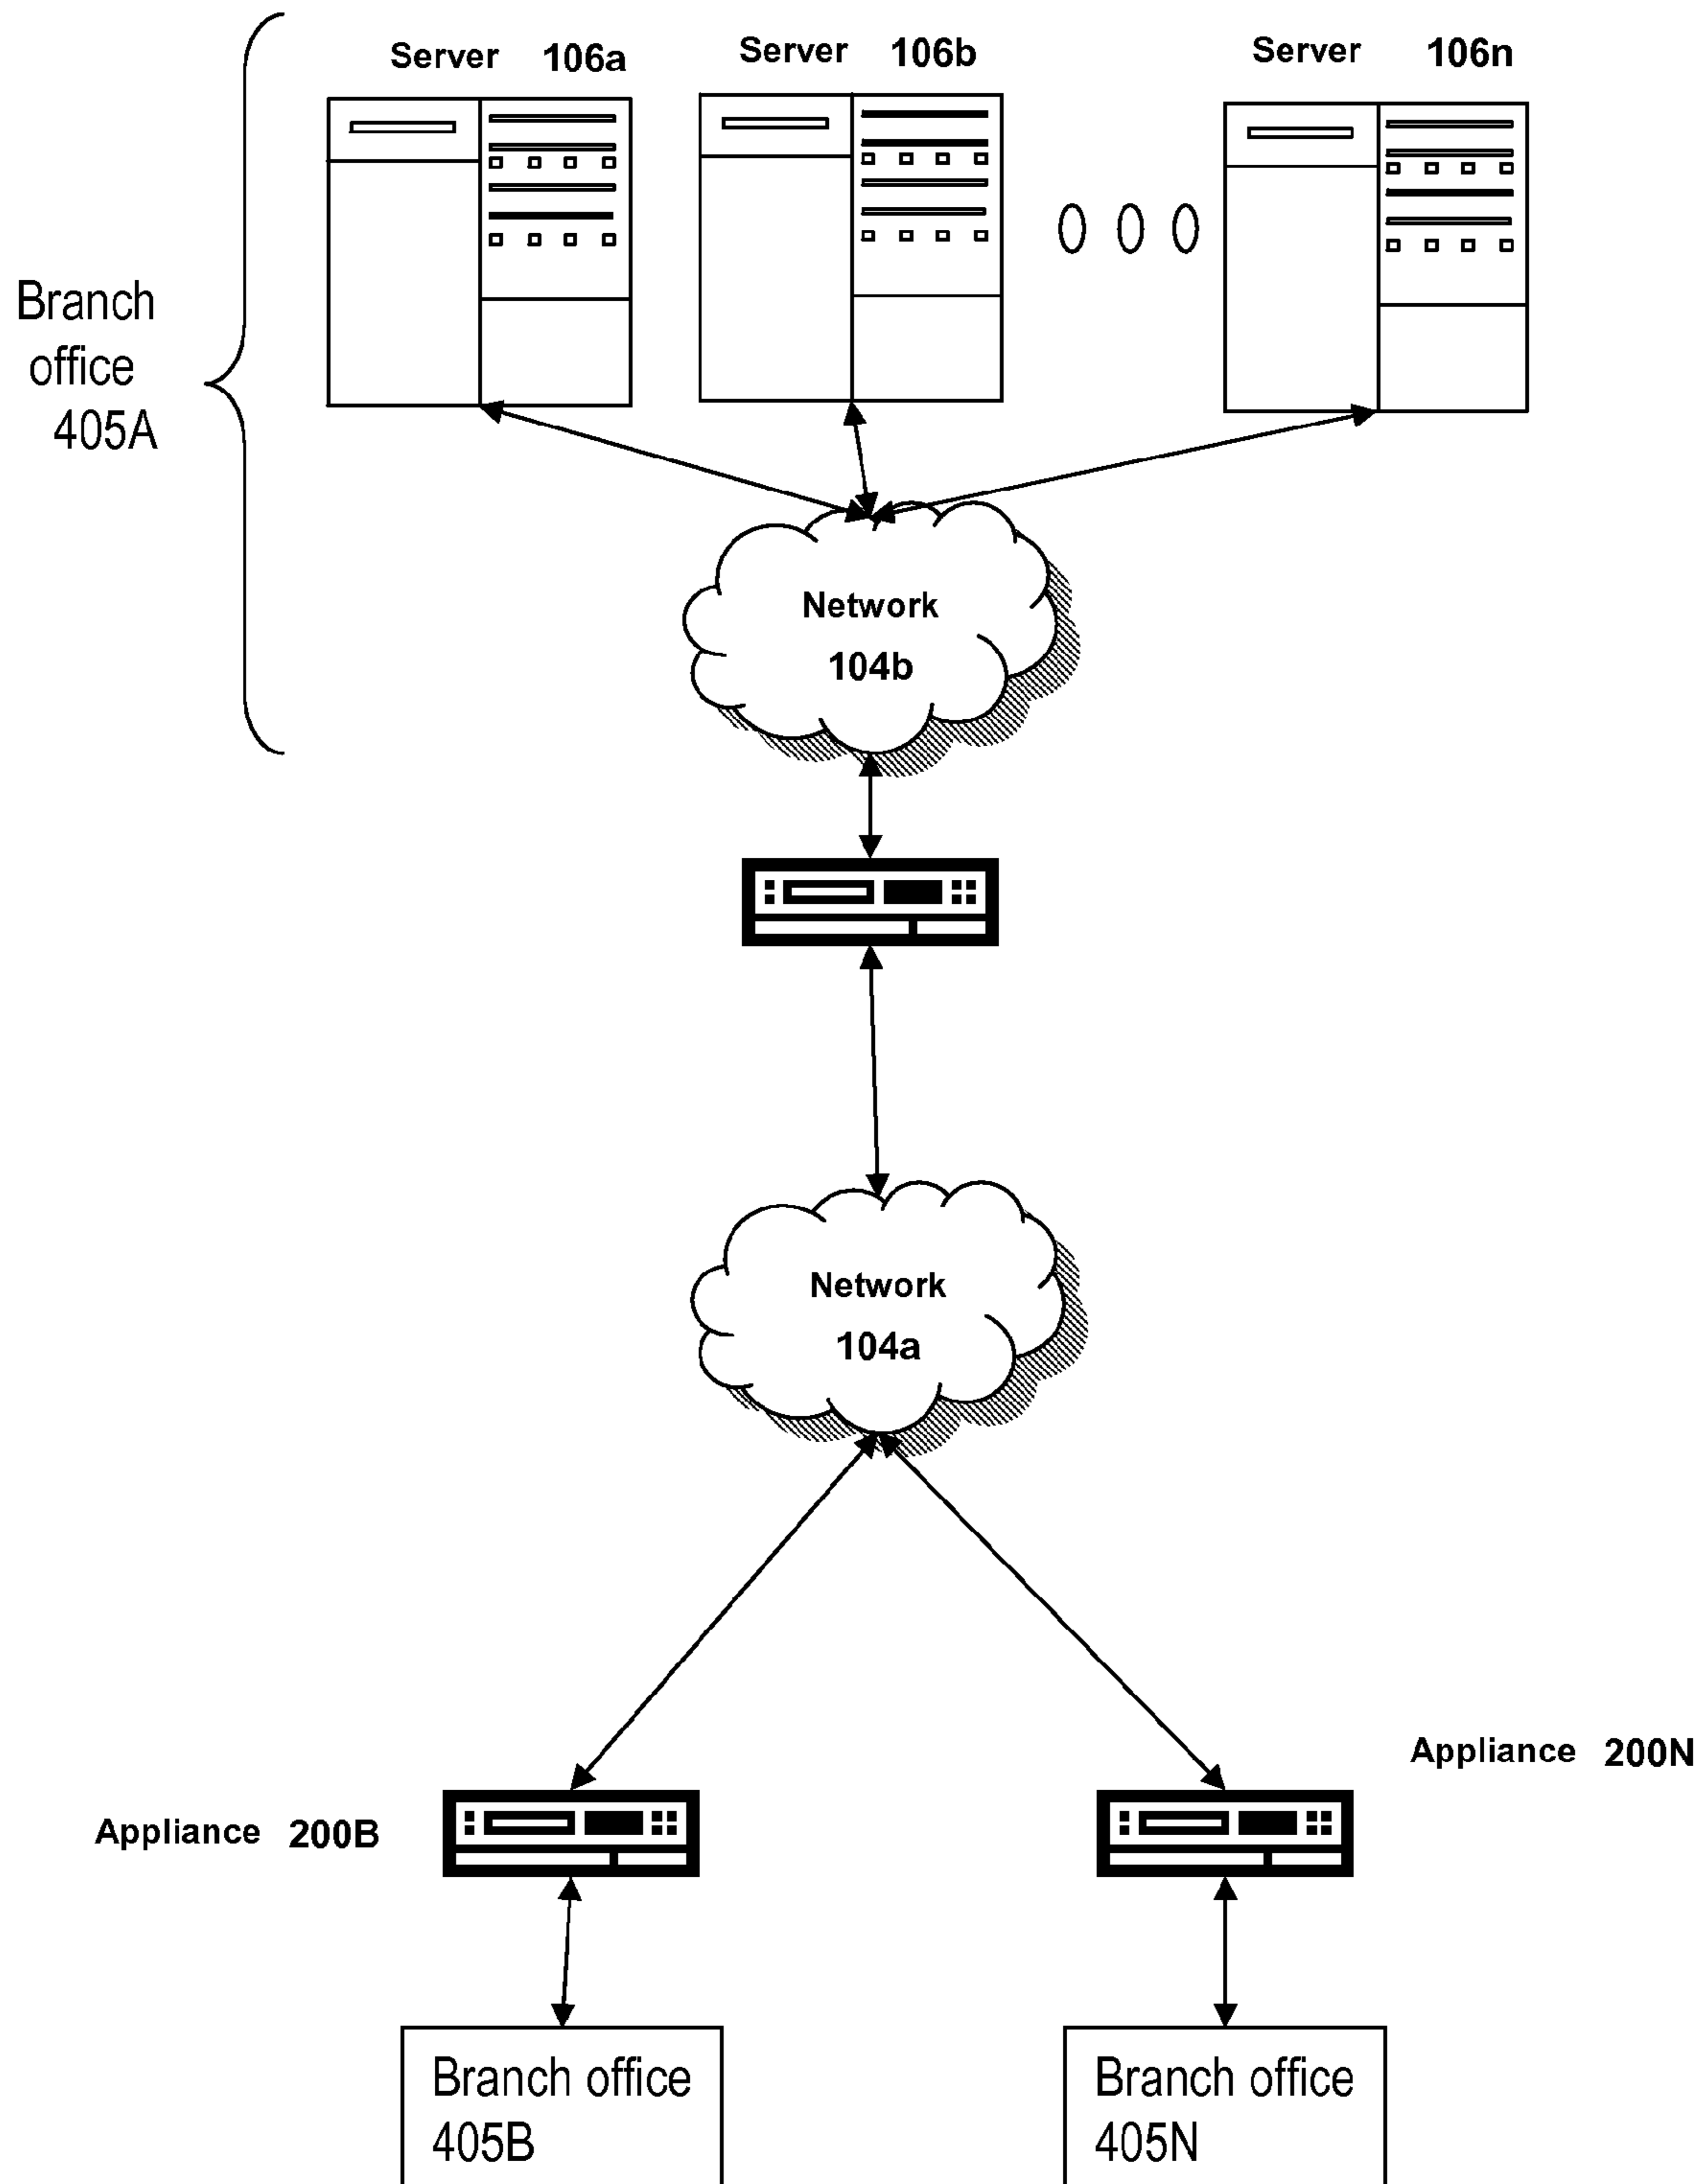 Server 106a
Server 106b
Server 106n
Branch
office
405A
Network
104b
Network
104a
Appliance 200N
Appliance 200B
Branch office
405B
Branch office
405N